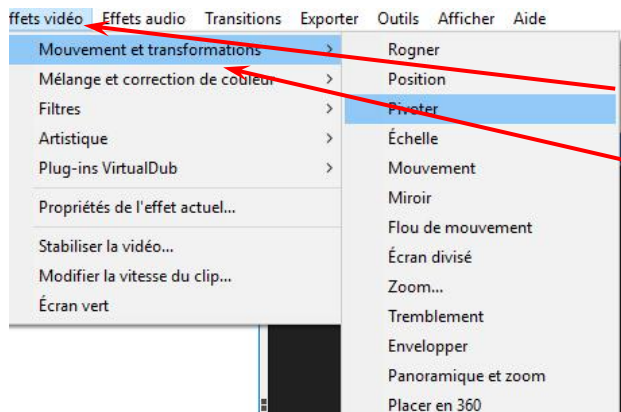 ffets vidéo Effets audio Transitions Exporter Outils Afficher Aide
Mouvement et transformations
Mélange et correction de couleur
Filtres
Artistique
Plug-ins VirtualDub
Propriétés de l'effet actuel...
Stabiliser la vidéo...
Modifier la vitesse du clip...
Écran vert
Rogner
Position
Pivoter
Échelle
Mouvement
Miroir
Flou de mouvement
Écran divisé
Zoom...
Tremblement
Envelopper
Panoramique et zoom
Placer en 360